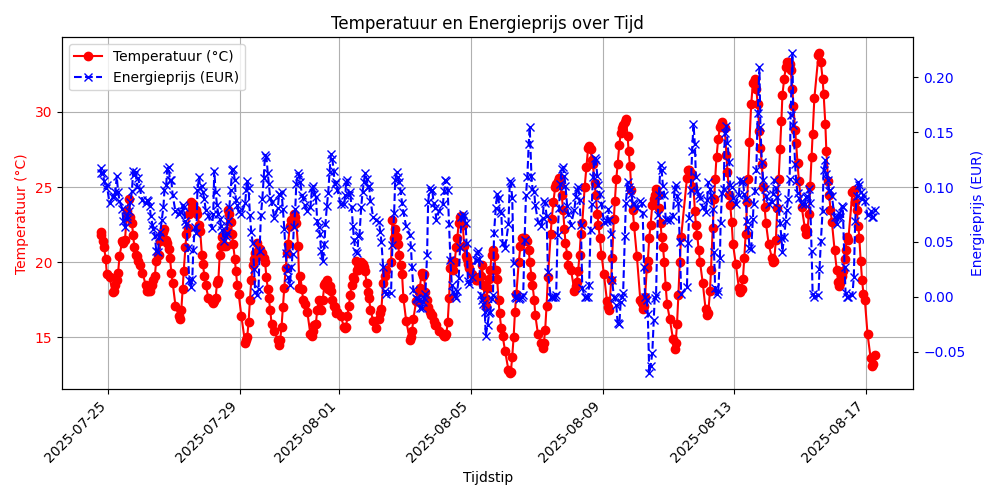 Temperatuur en Energieprijs over Tijd
Temperatuur (°C)
Energieprijs (EUR)
Temperatuur (°C)
30
25
20
15
0.20
0.15
0.10
0.05
0.00
−0.05
Energieprijs (EUR)
2025-07-25
2025-07-29
2025-08-01
2025-08-05
2025-08-09
2025-08-13
2025-08-17
Tijdstip